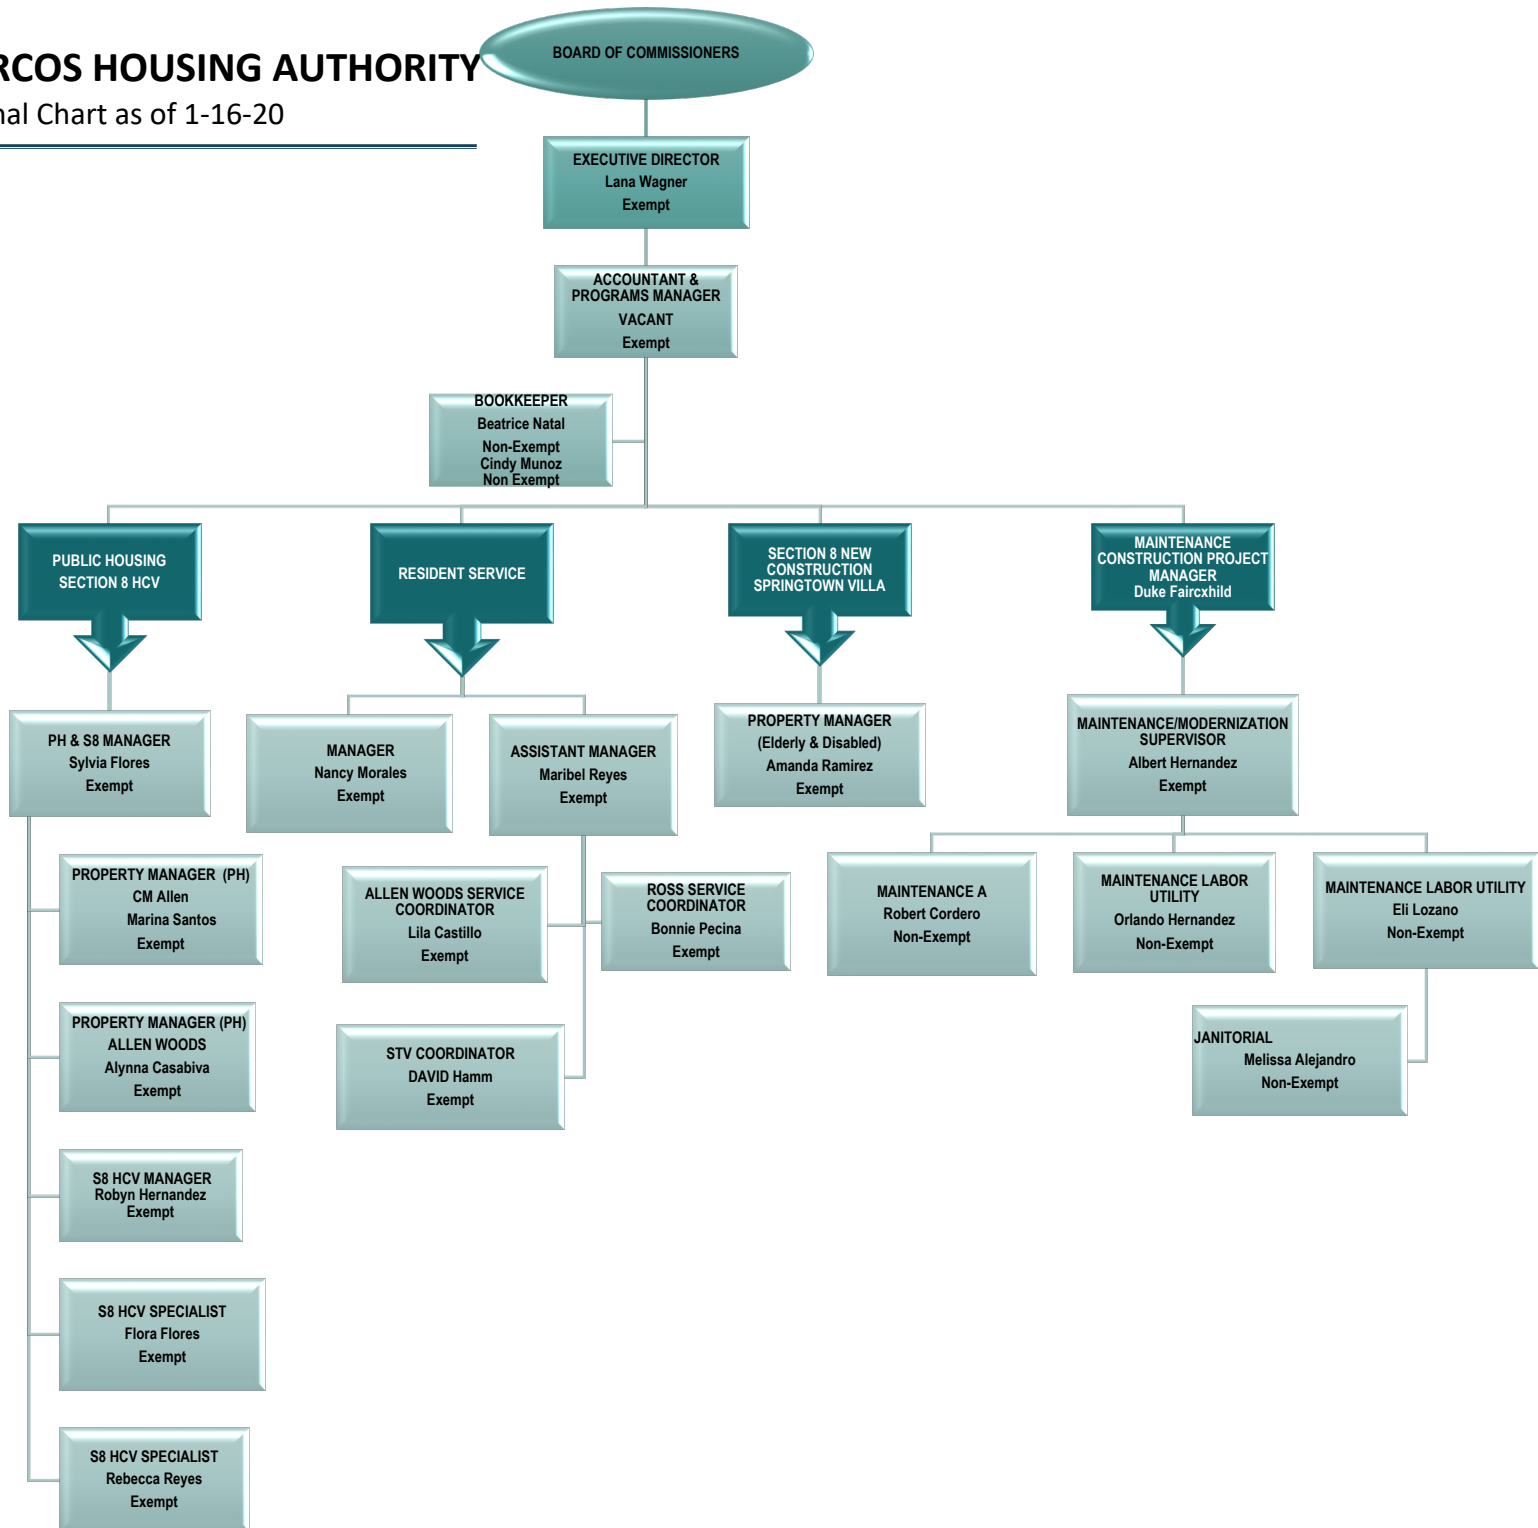 RCOS HOUSING AUTHORITY
nal Chart as of 1-16-20
BOARD OF COMMISSIONERS
EXECUTIVE DIRECTOR
Lana Wagner
Exempt
ACCOUNTANT &
PROGRAMS MANAGER
VACANT
Exempt
BOOKKEEPER
Beatrice Natal
Non-Exempt
Cindy Munoz
Non Exempt
PUBLIC HOUSING
SECTION 8 HCV
RESIDENT SERVICE
SECTION 8 NEW
CONSTRUCTION
SPRINGTOWN VILLA
MAINTENANCE
CONSTRUCTION PROJECT
MANAGER
Duke Faircxhild
PH & S8 MANAGER
Sylvia Flores
Exempt
MANAGER
Nancy Morales
Exempt
ASSISTANT MANAGER
Maribel Reyes
Exempt
PROPERTY MANAGER
(Elderly & Disabled)
Amanda Ramirez
Exempt
MAINTENANCE/MODERNIZATION
SUPERVISOR
Albert Hernandez
Exempt
PROPERTY MANAGER (PH)
CM Allen
Marina Santos
Exempt
ALLEN WOODS SERVICE
COORDINATOR
Lila Castillo
Exempt
ROSS SERVICE
COORDINATOR
Bonnie Pecina
Exempt
MAINTENANCE A
Robert Cordero
Non-Exempt
MAINTENANCE LABOR
UTILITY
Orlando Hernandez
Non-Exempt
MAINTENANCE LABOR UTILITY
Eli Lozano
Non-Exempt
PROPERTY MANAGER (PH)
ALLEN WOODS
Alynna Casabiva
Exempt
STV COORDINATOR
DAVID Hamm
Exempt
JANITORIAL
Melissa Alejandro
Non-Exempt
S8 HCV MANAGER
Robyn Hernandez
Exempt
S8 HCV SPECIALIST
Flora Flores
Exempt
S8 HCV SPECIALIST
Rebecca Reyes
Exempt